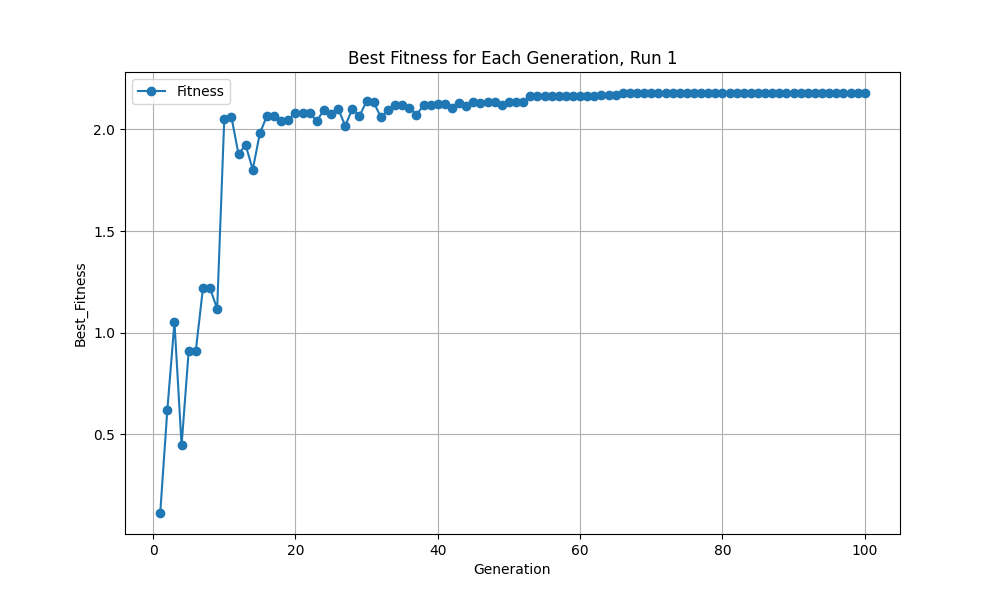 Best Fitness for Each Generation, Run 1
Fitness
2.0
1.5
1.0
0.5
Best_Fitness
0 20 40 60 80 100
Generation